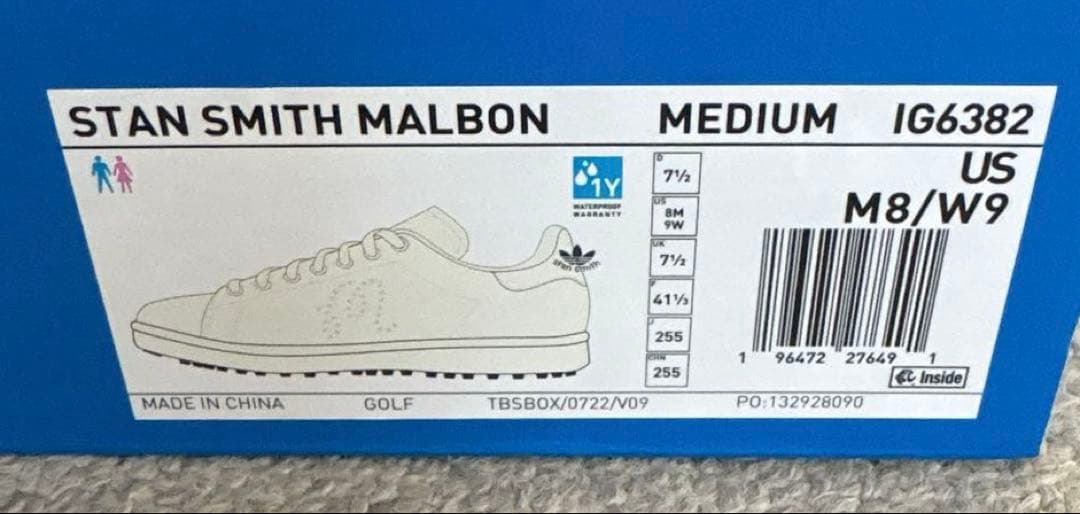 STAN SMITH MALBON MEDIUM IG6382
1Y
WATERPROOF
WARRANTY
stan smith
D
7½
US
8M
9W
UK
7½
F
41⅓
J
255
CHN
255
US
M8/W9
1 96472 27649 1
Inside
MADE IN CHINA GOLF TBSBOX/0722/V09 PO:132928090